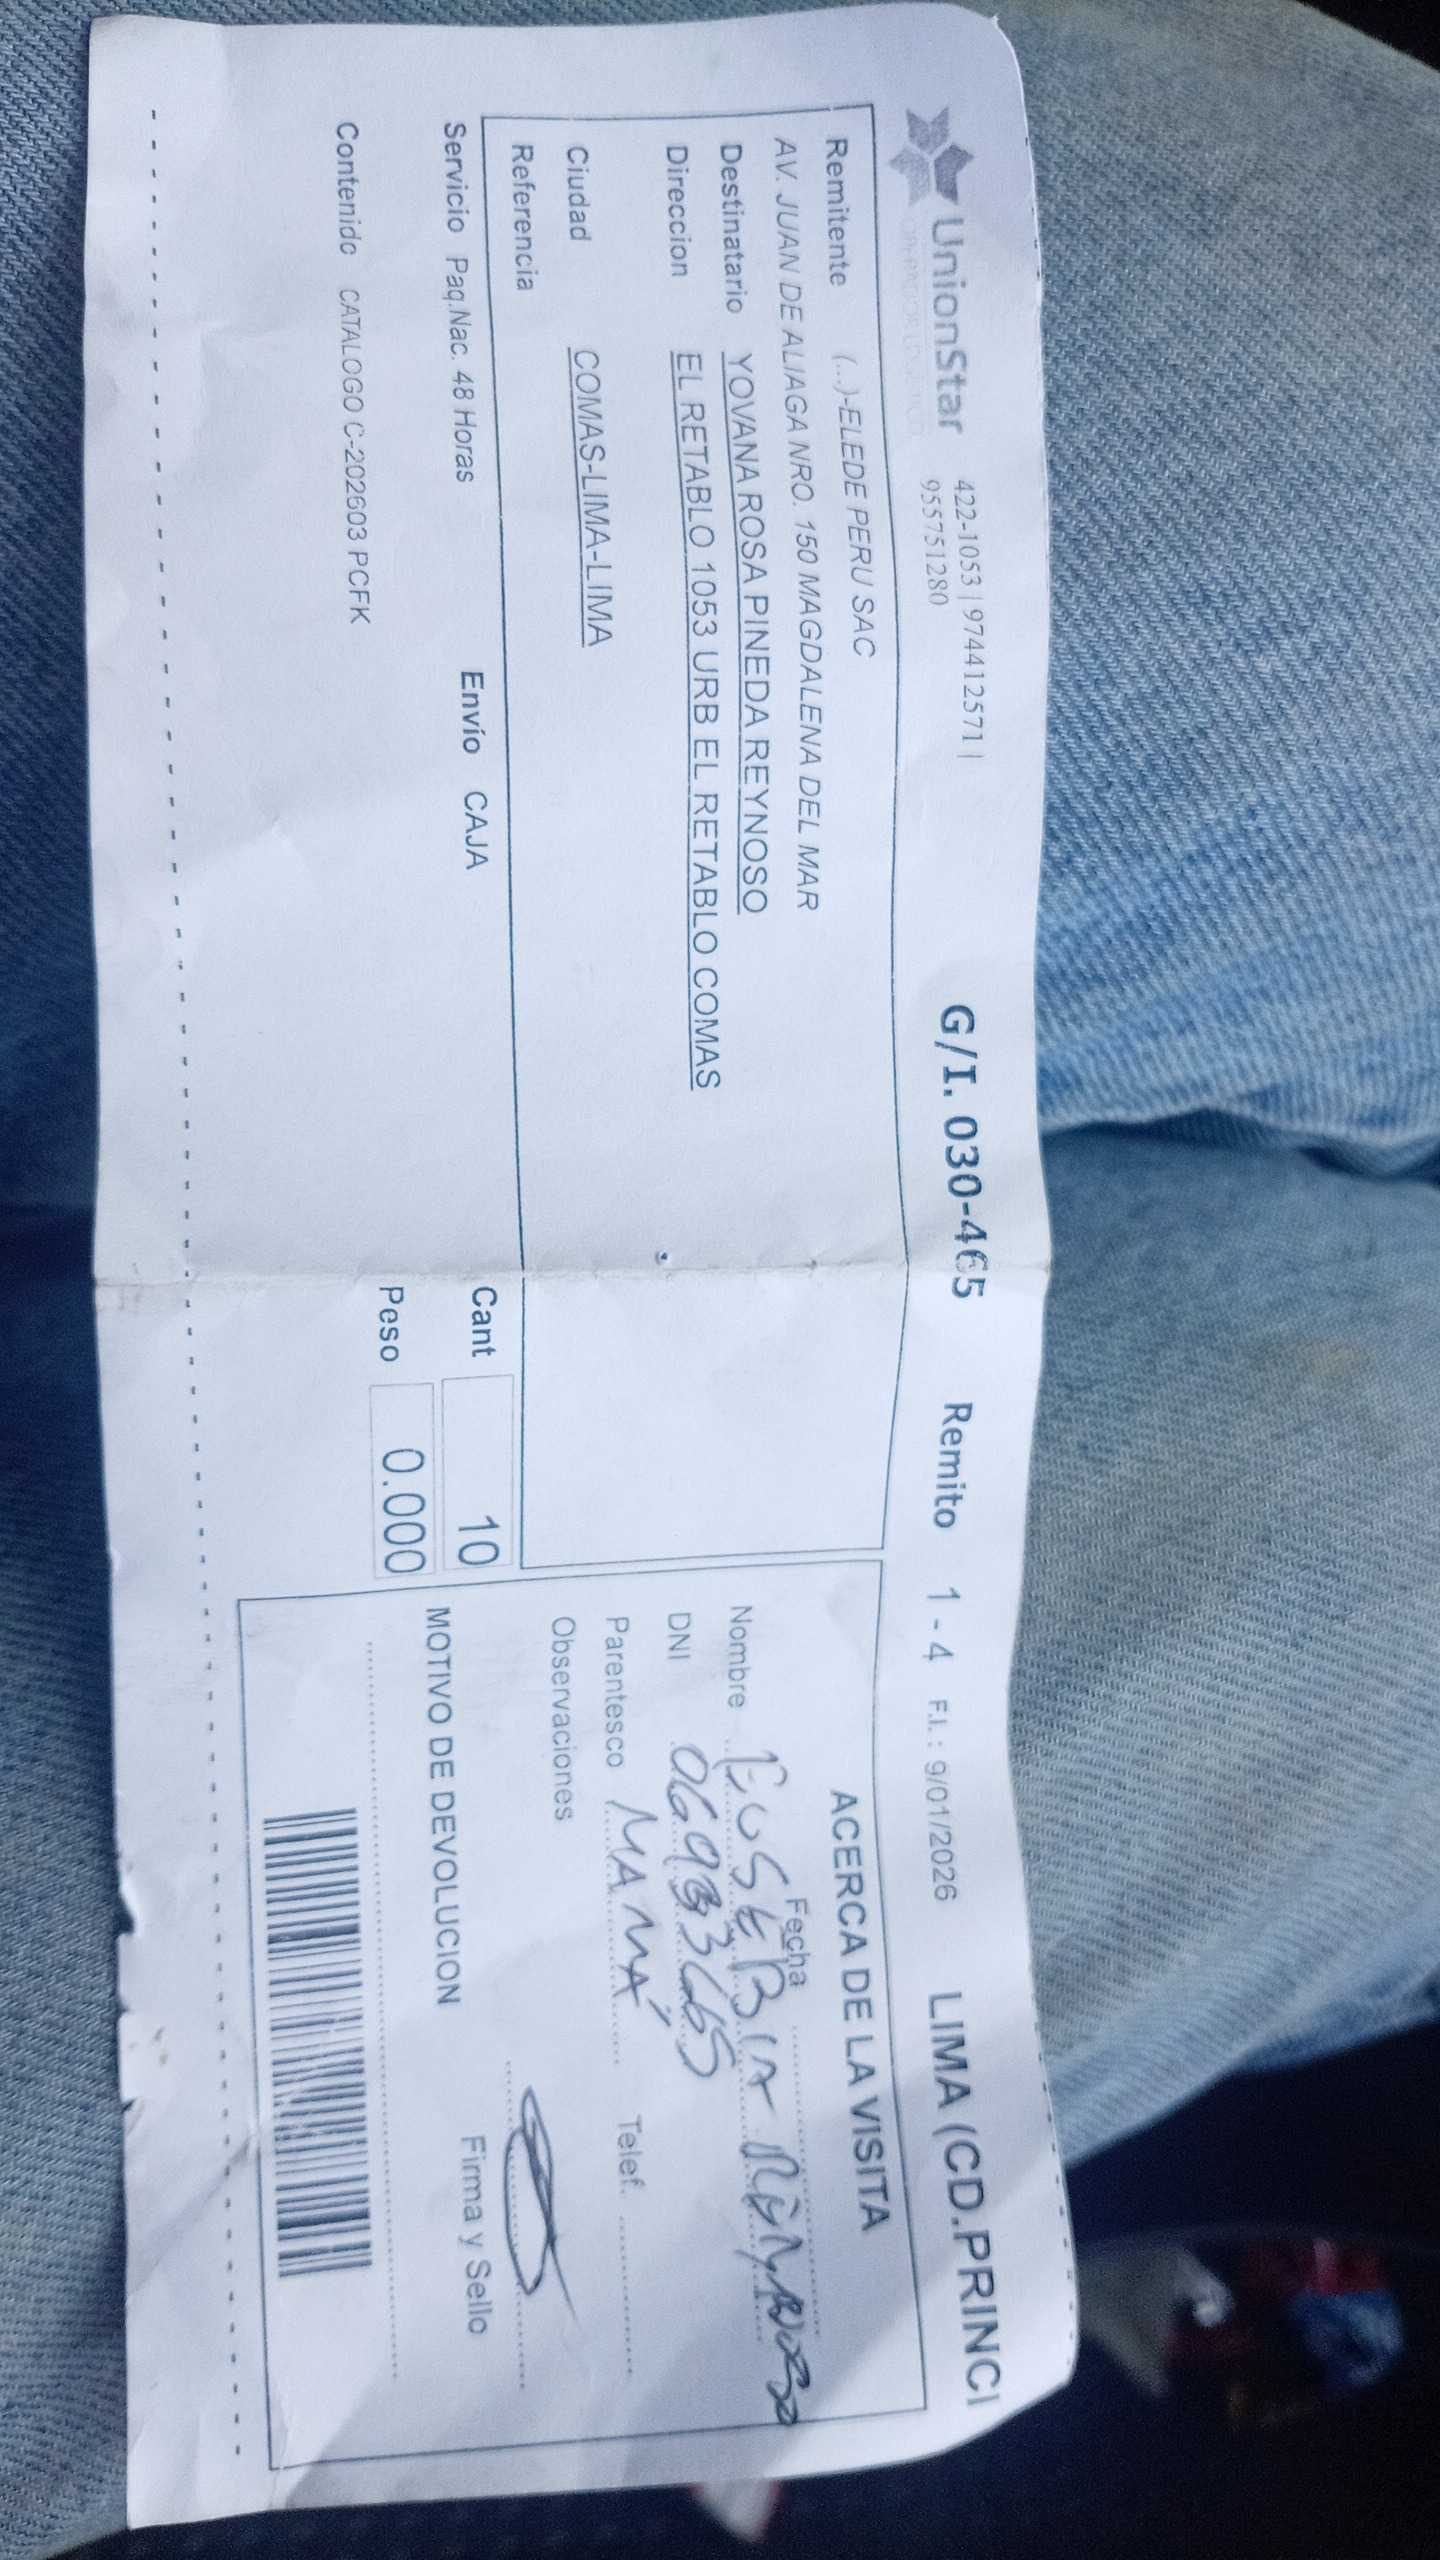 UnionStar
422-1053 | 974412571 |
955751280
G/I. 030-465 Remito 1 - 4 F.I. : 9/01/2026 LIMA (CD.PRINCI
Remitente (...)-ELEDE PERU SAC
AV. JUAN DE ALIAGA NRO. 150 MAGDALENA DEL MAR
Destinatario YOVANA ROSA PINEDA REYNOSO
Direccion EL RETABLO 1053 URB EL RETABLO COMAS
Ciudad COMAS-LIMA-LIMA
Referencia
Servicio Paq.Nac. 48 Horas Envío CAJA
Cant 10
Contenido CATALOGO C-202603 PCFK
Peso 0.000
ACERCA DE LA VISITA
Fecha
Nombre EUSEBIA
DNI
Parentesco MAMÁ Telef.
Observaciones
Firma y Sello
MOTIVO DE DEVOLUCION